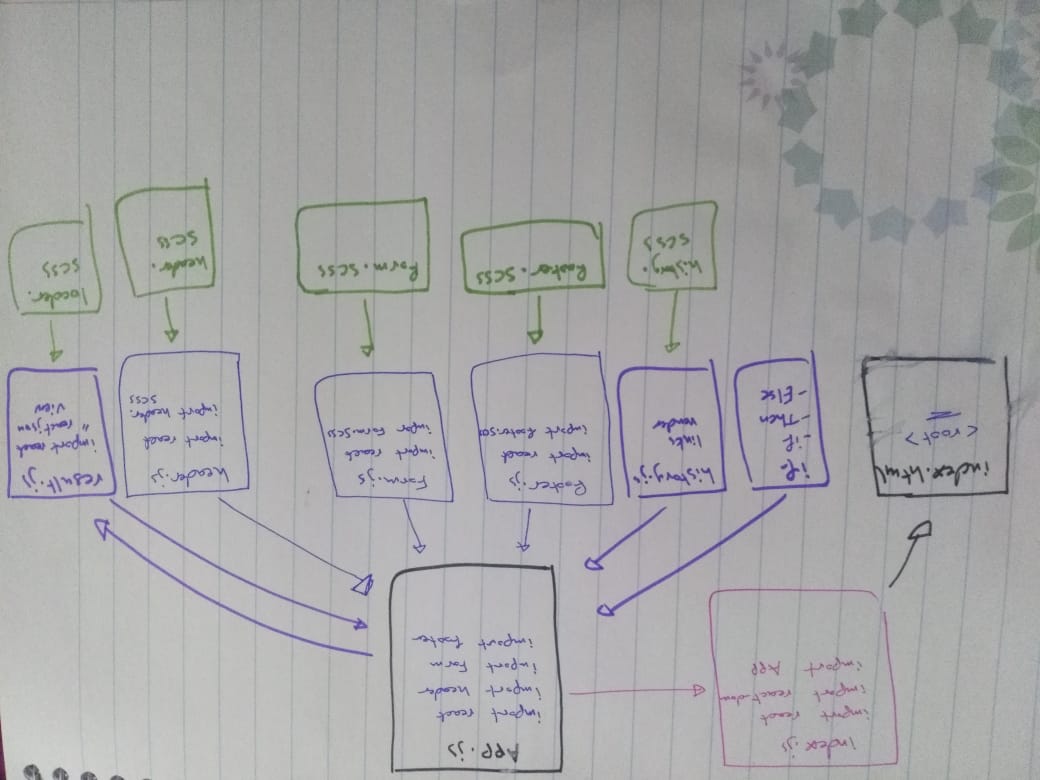 index.js
import react
import react-dom
import App
App.js
import react
import header
import form
import footer
index.html
<root>
if
-if
-Then
-Else
history.js
links
render
footer.js
import react
import footer.scs
form.js
import react
impor form.scss
header.js
import react
import header.
scss
result.js
import react
" react.json
view
history.
scss
footer.scss
form.scss
header.
scss
loader.
scss